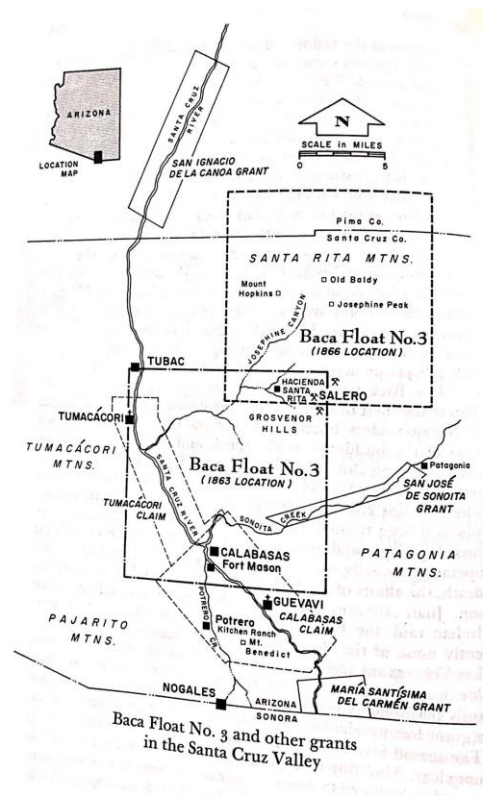 ARIZONA
LOCATION
MAP
SANTA CRUZ
RIVER
SAN IGNACIO
DE LA CANOA GRANT
N
SCALE in MILES
0
5
Pima Co.
Santa Cruz Co.
SANTA RITA MTNS.
Old Baldy
Mount
Hopkins
Josephine Peak
JOSEPHINE CANYON
Baca Float No.3
(1866 LOCATION)
TUBAC
HACIENDA
SANTA
RITA
SALERO
GROSVENOR
HILLS
TUMACÁCORI
TUMACÁCORI
MTNS.
Baca Float No.3
(1863 LOCATION)
TUMACÁCORI
CLAIM
SANTA CRUZ RIVER
SONOITA CREEK
Patagonia
SAN JOSÉ
DE SONOITA
GRANT
CALABASAS
Fort Mason
PATAGONIA
MTNS.
GUEVAVI
CALABASAS
CLAIM
POTRERO
CR.
Potrero
Kitchen Ranch
Mt.
Benedict
PAJARITO
MTNS.
NOGALES
ARIZONA
SONORA
MARÍA SANTÍSIMA
DEL CARMÉN GRANT
Baca Float No. 3 and other grants
in the Santa Cruz Valley